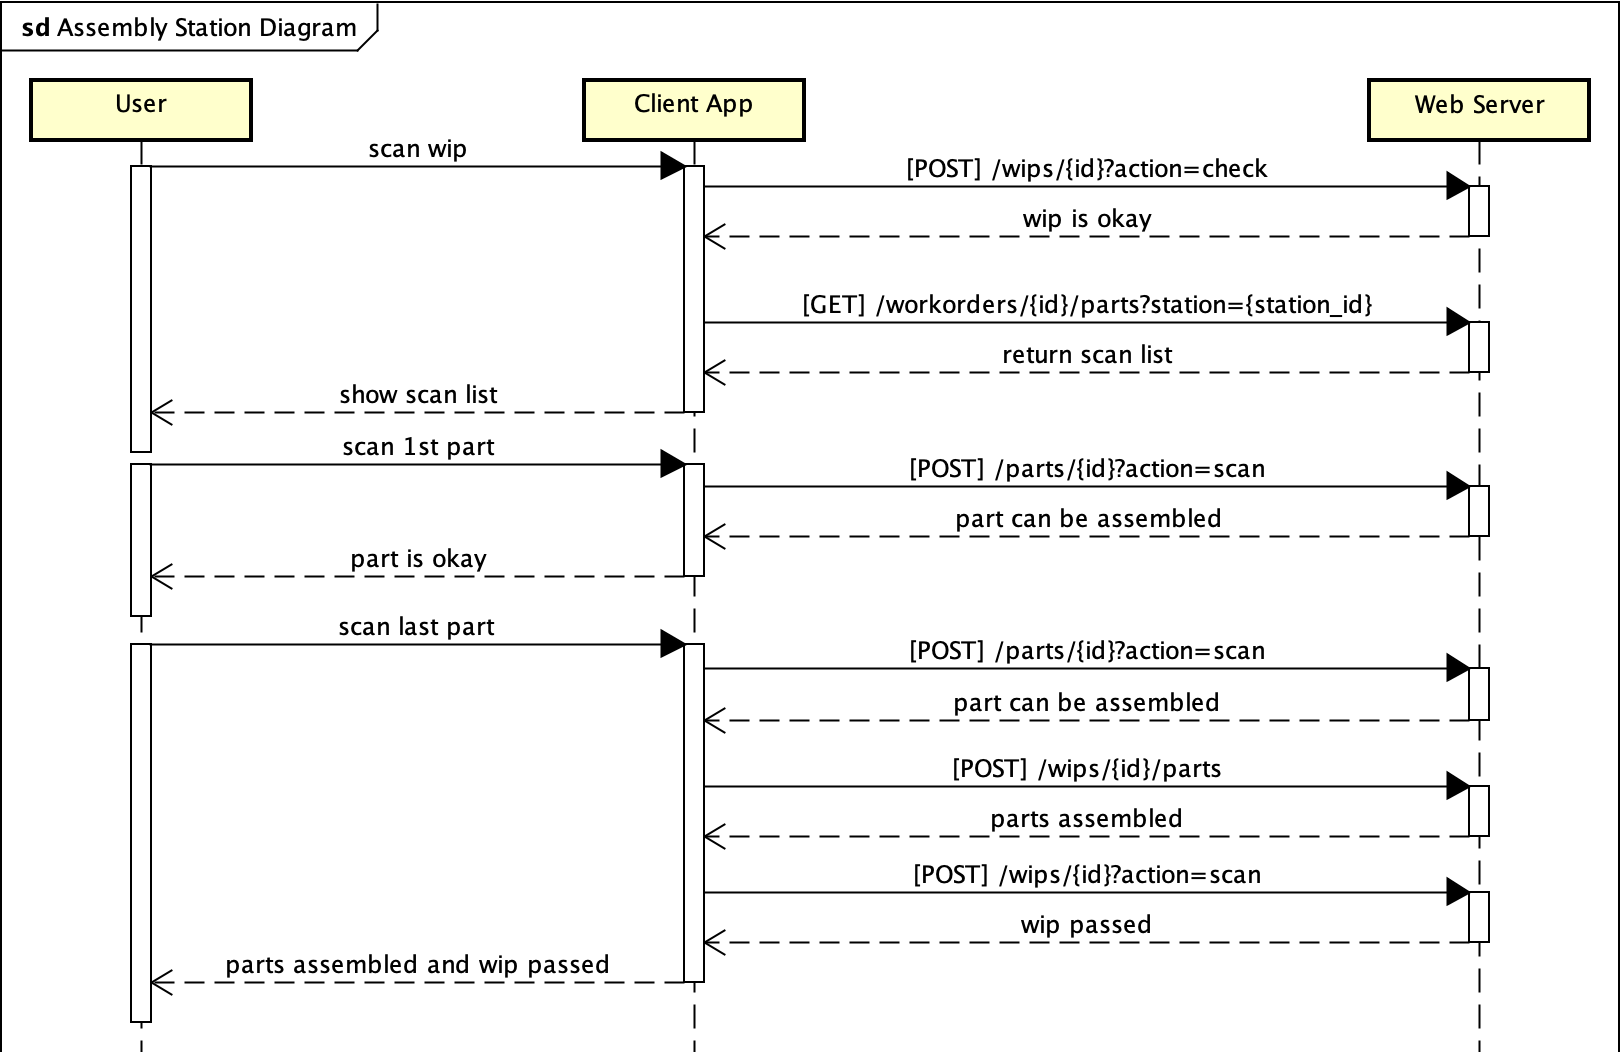 sd Assembly Station Diagram
User
Client App
Web Server
scan wip
[POST] /wips/{id}?action=check
wip is okay
[GET] /workorders/{id}/parts?station={station_id}
return scan list
show scan list
scan 1st part
[POST] /parts/{id}?action=scan
part can be assembled
part is okay
scan last part
[POST] /parts/{id}?action=scan
part can be assembled
[POST] /wips/{id}/parts
parts assembled
[POST] /wips/{id}?action=scan
wip passed
parts assembled and wip passed